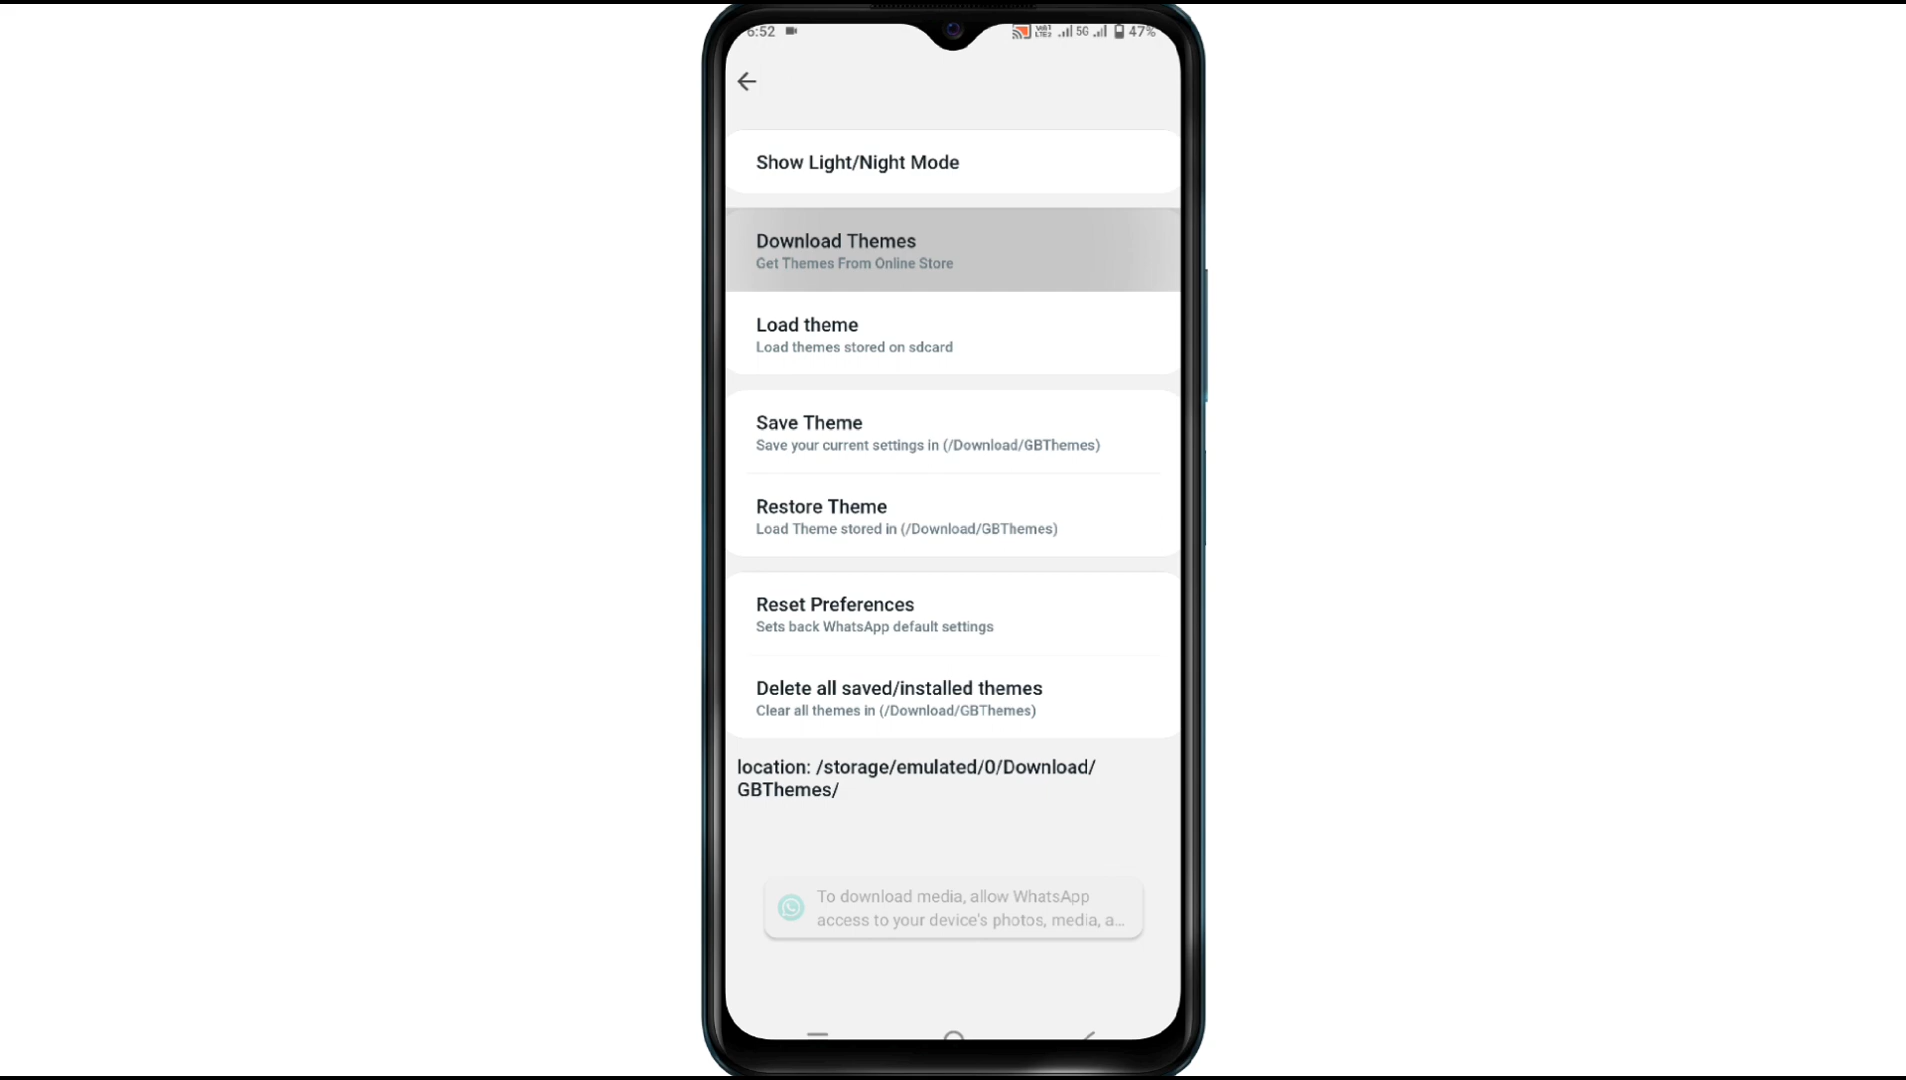 6:52 5G 47%
Show Light/Night Mode
Download Themes
Get Themes From Online Store
Load theme
Load themes stored on sdcard
Save Theme
Save your current settings in (/Download/GBThemes)
Restore Theme
Load Theme stored in (/Download/GBThemes)
Reset Preferences
Sets back WhatsApp default settings
Delete all saved/installed themes
Clear all themes in (/Download/GBThemes)
location: /storage/emulated/0/Download/
GBThemes/
To download media, allow WhatsApp
access to your device's photos, media, a...